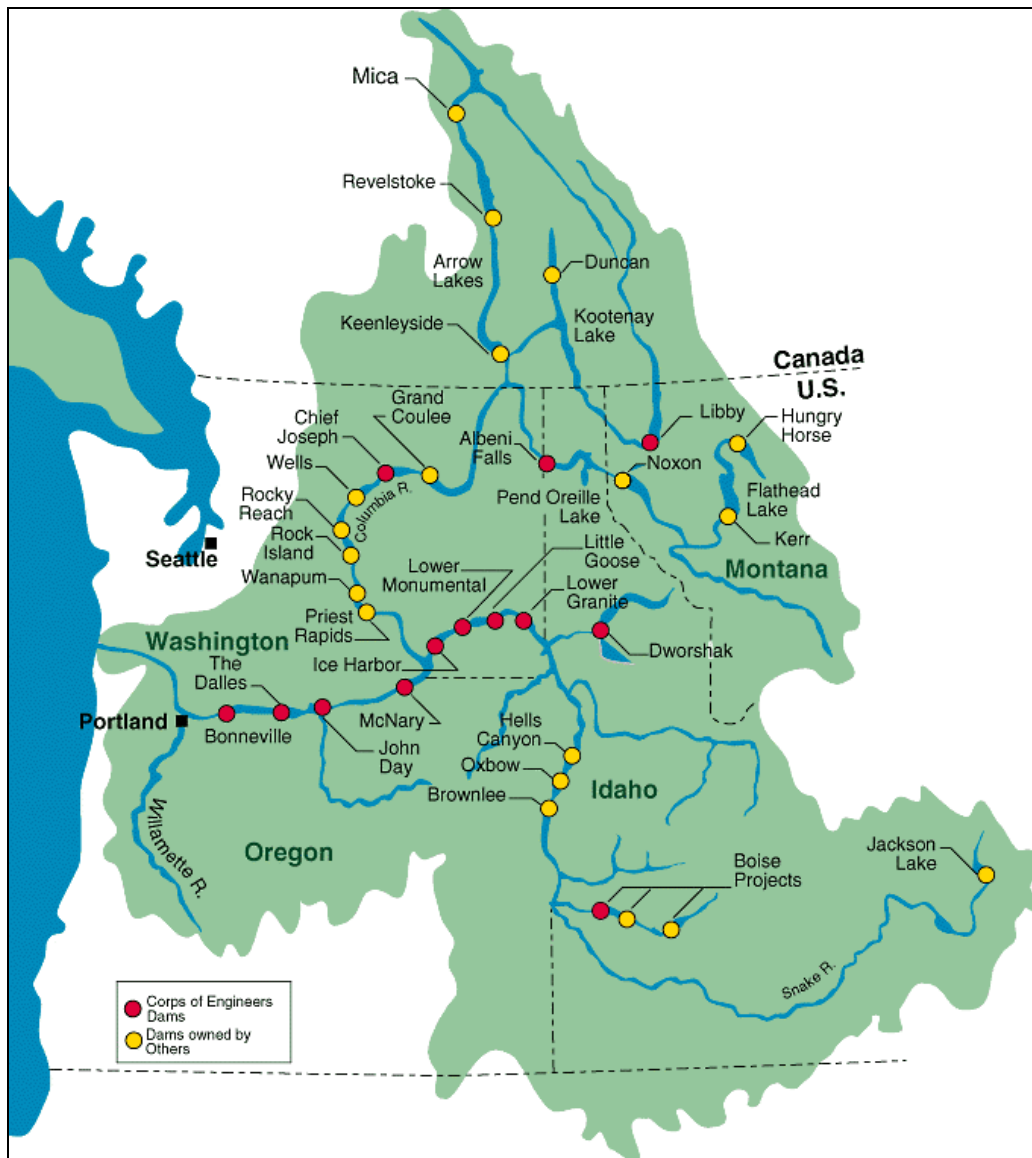 Mica
Revelstoke
Arrow
Lakes
Duncan
Keenleyside
Kootenay
Lake
Canada
U.S.
Grand
Coulee
Chief
Joseph
Libby
Hungry
Horse
Albeni
Falls
Wells
Noxon
Columbia R.
Rocky
Reach
Pend Oreille
Lake
Flathead
Lake
Rock
Island
Kerr
Seattle
Little
Goose
Lower
Monumental
Montana
Wanapum
Lower
Granite
Priest
Rapids
Washington
Ice Harbor
Dworshak
The
Dalles
Portland
Bonneville
McNary
John
Day
Hells
Canyon
Oxbow
Brownlee
Idaho
Willamette R.
Oregon
Jackson
Lake
Boise
Projects
Snake R.
Corps of Engineers
Dams
Dams owned by
Others